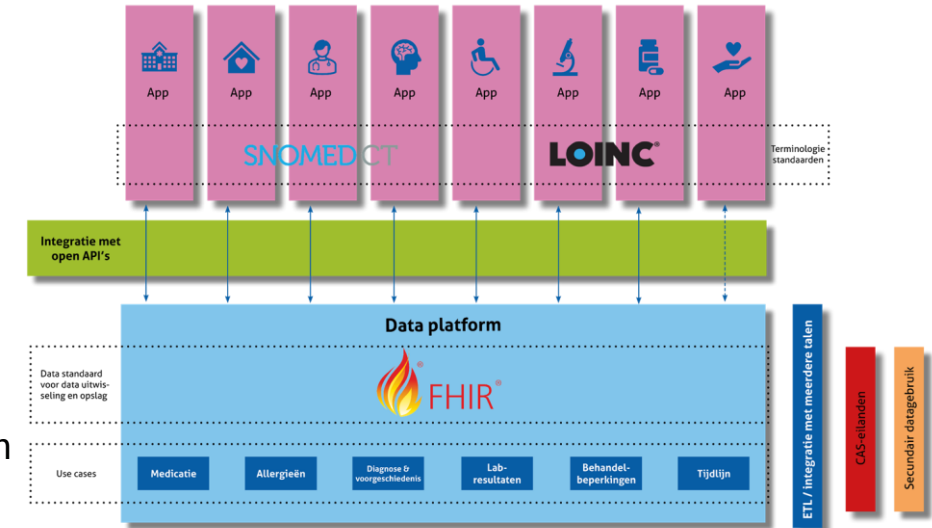 App App App App App App App App
SNOMED CT
LOINC®
Terminologie
standaarden
Integratie met
open API's
Data platform
Data standaard
voor data uitwis-
seling en opslag
FHIR®
Use cases
Medicatie
Allergieën
Diagnose &
voorgeschiedenis
Lab-
resultaten
Behandel-
beperkingen
Tijdlijn
ETL / integratie met meerdere talen
CAS-eilanden
Secundair datagebruik